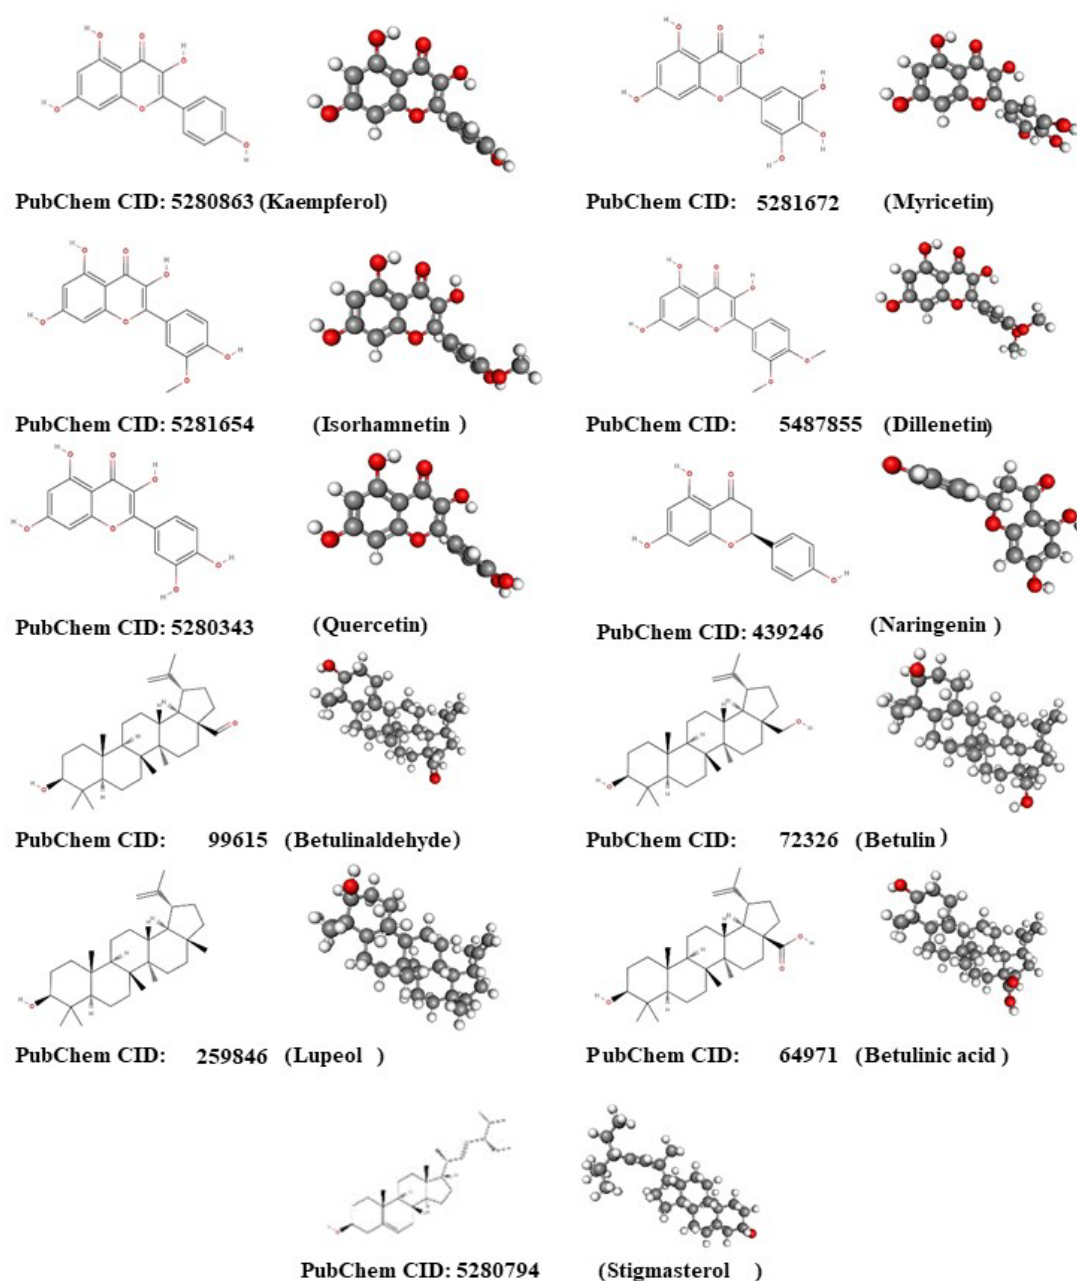 PubChem CID: 5280863 (Kaempferol)
PubChem CID: 5281672 (Myricetin)
PubChem CID: 5281654 (Isorhamnetin )
PubChem CID: 5487855 (Dillenetin)
PubChem CID: 5280343 (Quercetin)
PubChem CID: 439246 (Naringenin )
PubChem CID: 99615 (Betulinaldehyde)
PubChem CID: 72326 (Betulin )
PubChem CID: 259846 (Lupeol )
PubChem CID: 64971 (Betulinic acid )
PubChem CID: 5280794 (Stigmasterol )